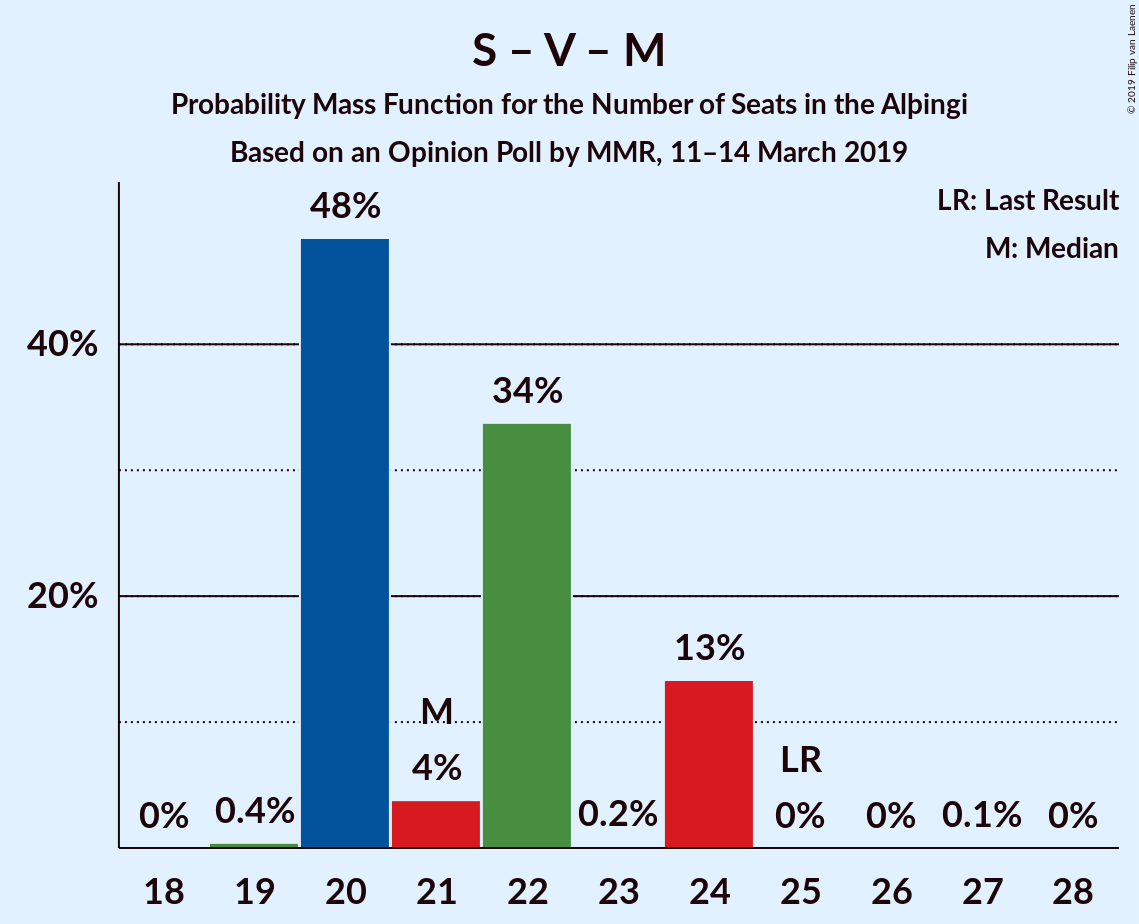 S – V – M
Probability Mass Function for the Number of Seats in the Alþingi
Based on an Opinion Poll by MMR, 11–14 March 2019
© 2019 Filip van Laenen
LR: Last Result
M: Median
48%
40%
34%
20%
13%
M
4%
LR
0%
0.4%
0.2%
0%
0%
0.1%
0%
18 19 20 21 22 23 24 25 26 27 28